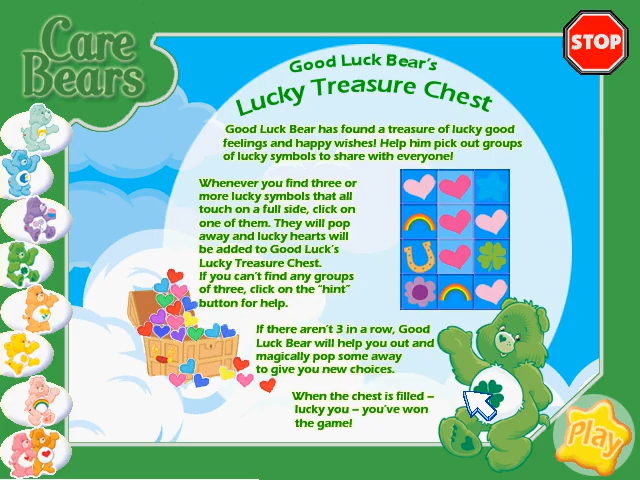 Care
Bears
STOP
Good Luck Bear's
Lucky Treasure Chest
Good Luck Bear has found a treasure of lucky good
feelings and happy wishes! Help him pick out groups
of lucky symbols to share with everyone!
Whenever you find three or
more lucky symbols that all
touch on a full side, click on
one of them. They will pop
away and lucky hearts will
be added to Good Luck's
Lucky Treasure Chest.
If you can't find any groups
of three, click on the "hint"
button for help.
If there aren't 3 in a row, Good
Luck Bear will help you out and
magically pop some away
to give you new choices.
When the chest is filled –
lucky you – you've won
the game!
Play